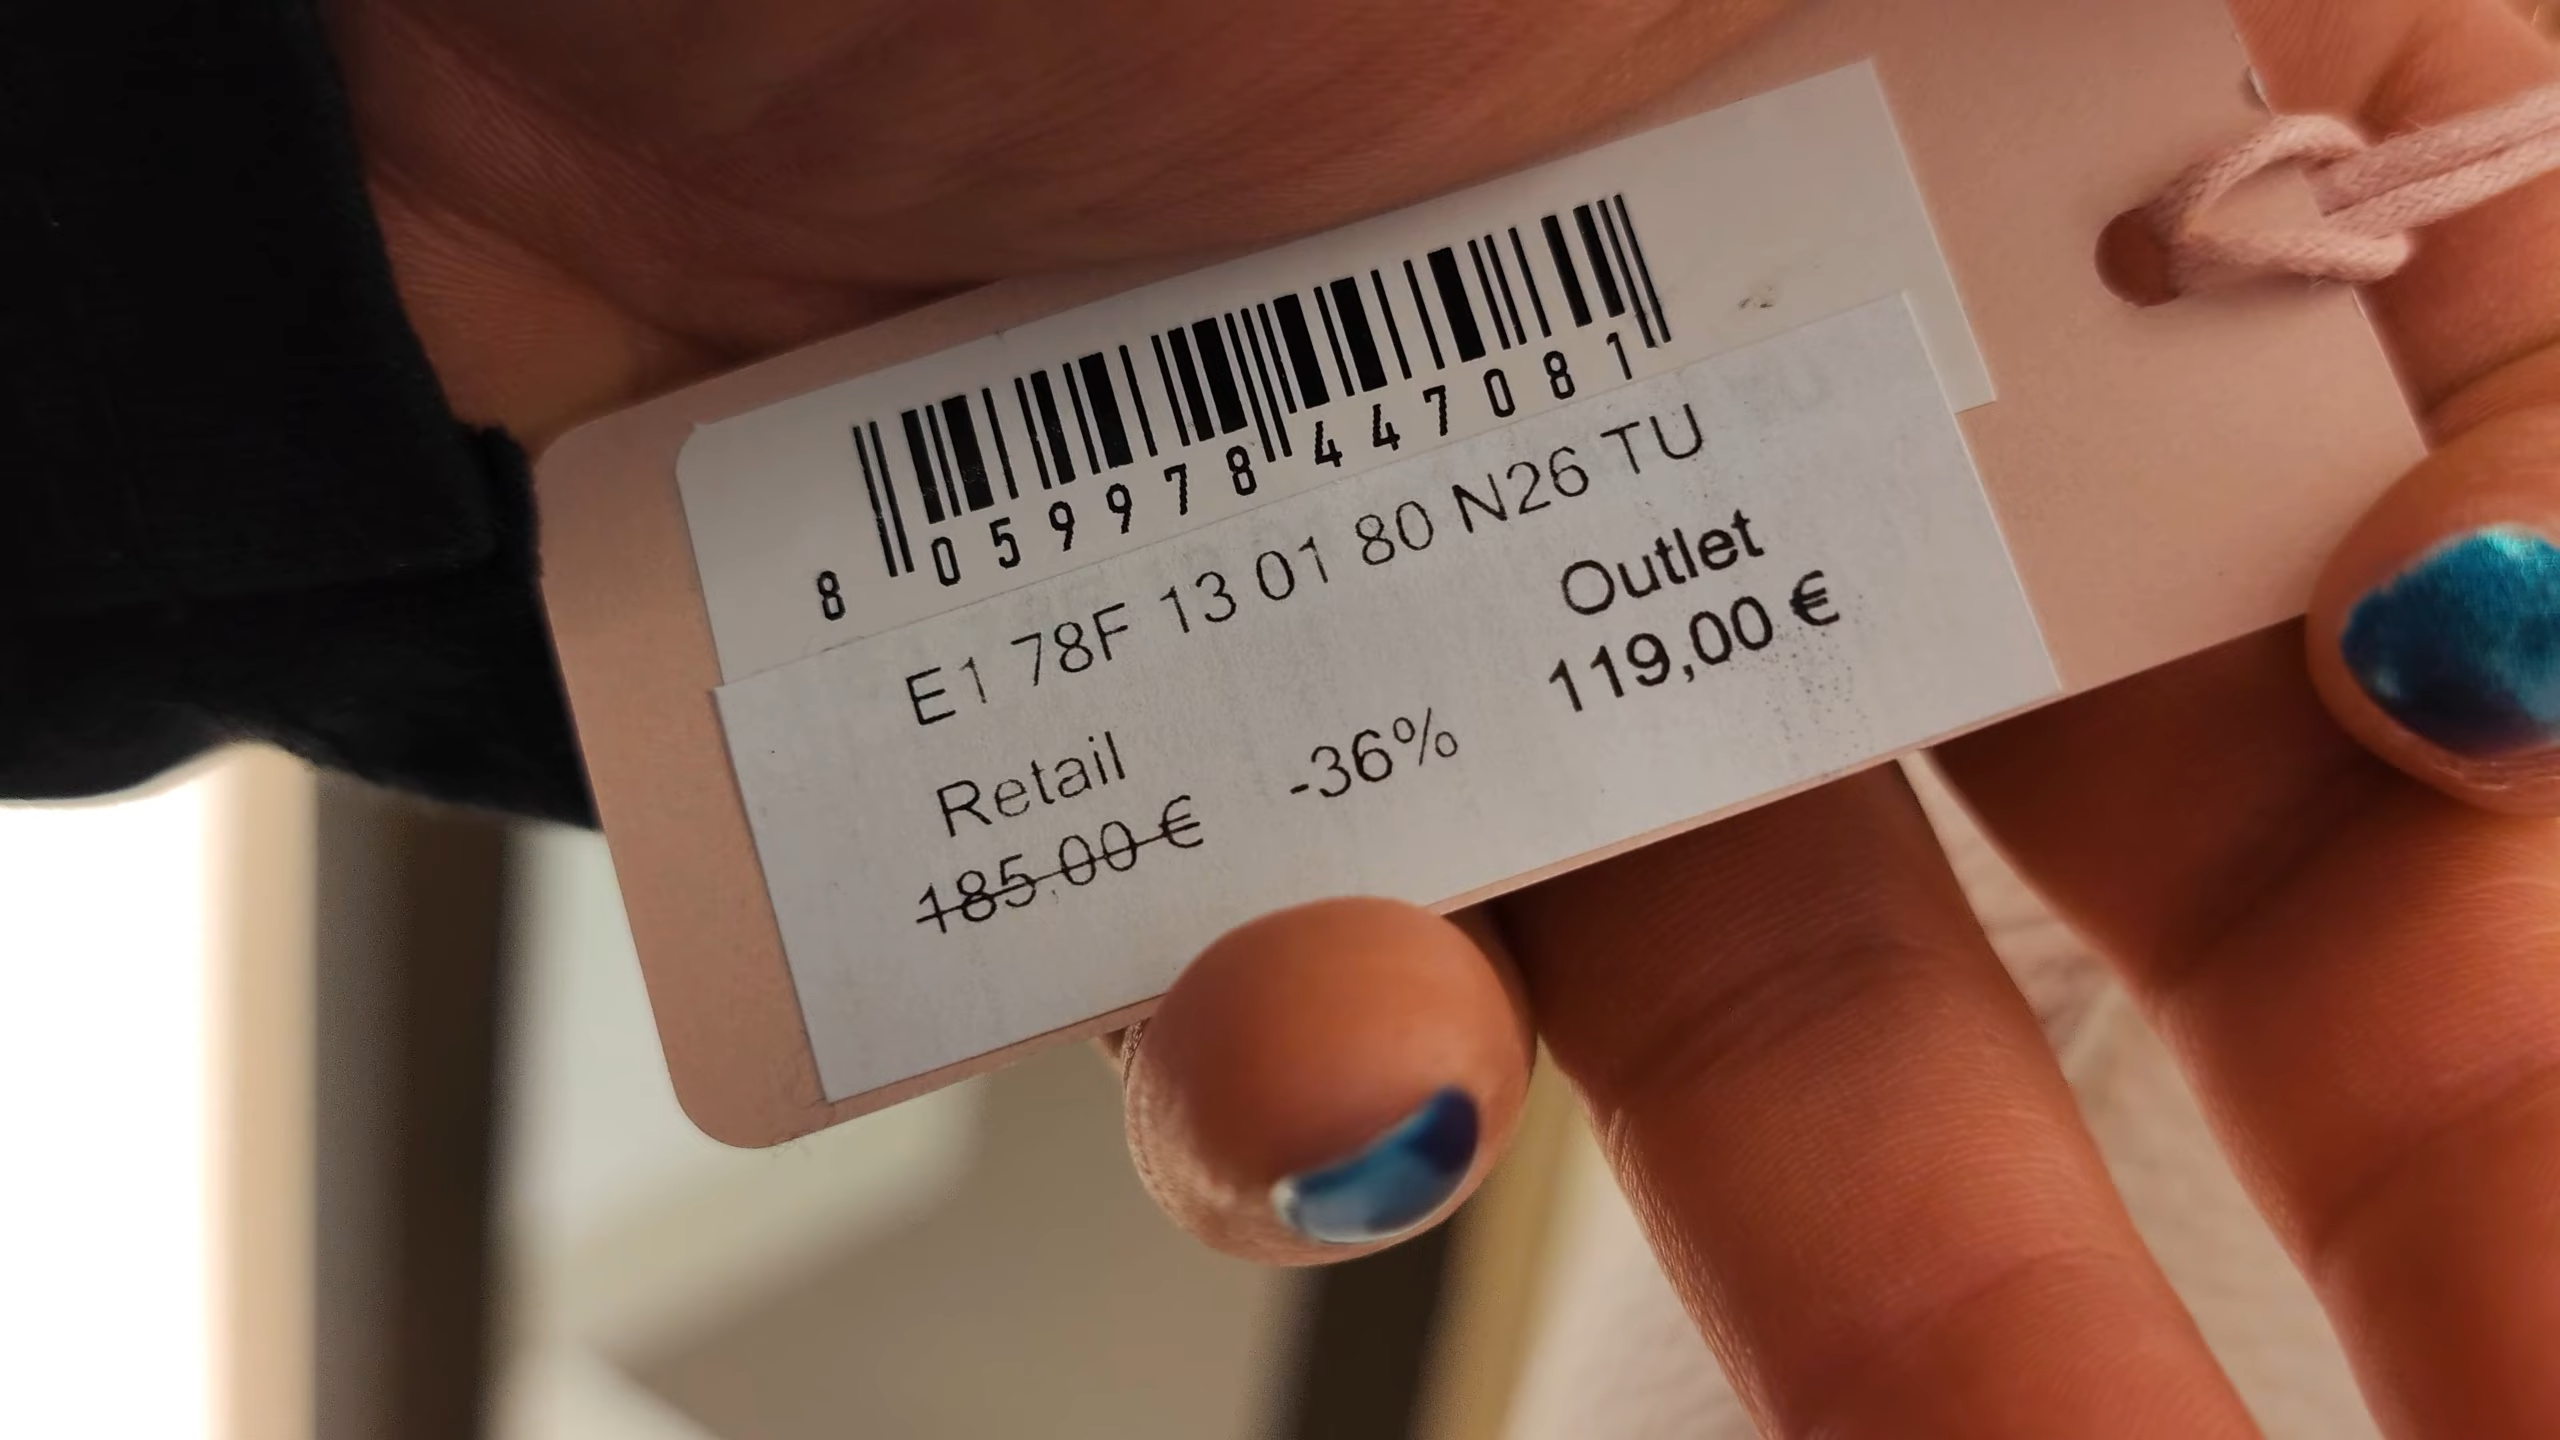 8 059978 447081
E1 78F 13 01 80 N26 TU
Retail Outlet
185,00 € -36% 119,00 €